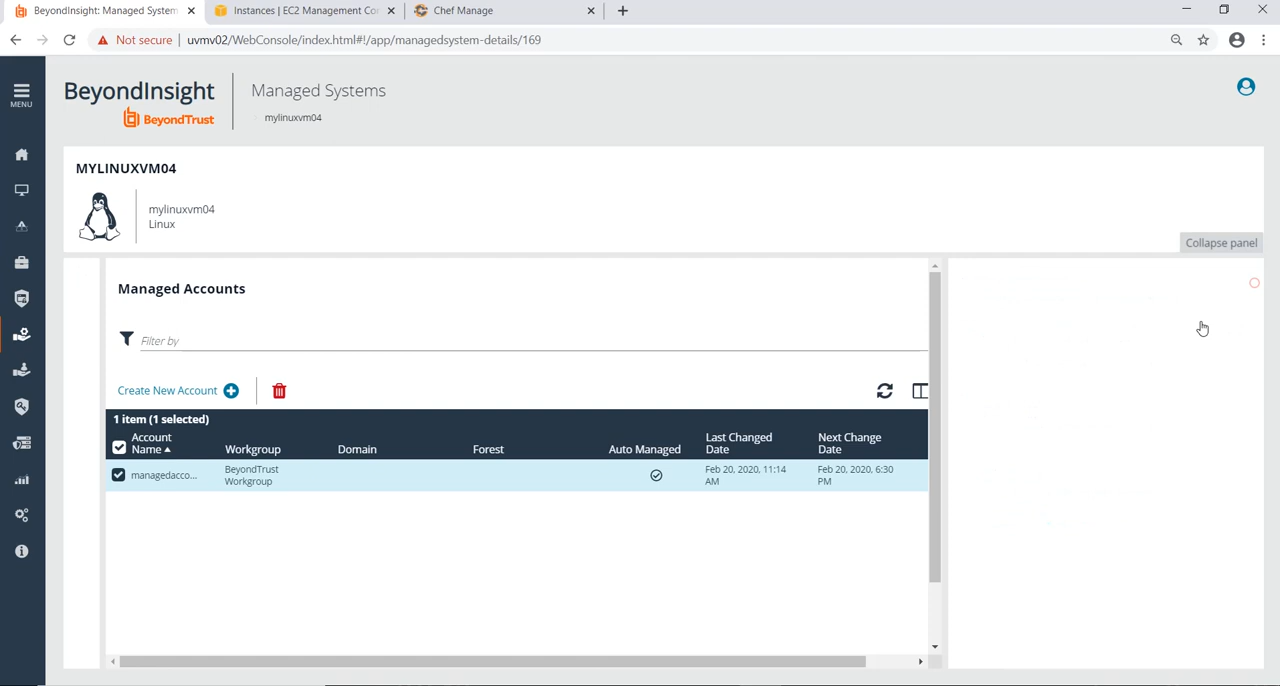 BeyondInsight: Managed System
Instances | EC2 Management Co
Chef Manage
Not secure | uvmv02/WebConsole/index.html#!/app/managedsystem-details/169
MENU
BeyondInsight
BeyondTrust
Managed Systems
mylinuxvm04
MYLINUXVM04
mylinuxvm04
Linux
Collapse panel
Managed Accounts
Filter by
Create New Account
1 item (1 selected)
Account Name
Workgroup
Domain
Forest
Auto Managed
Last Changed Date
Next Change Date
managedacco...
BeyondTrust Workgroup
Feb 20, 2020, 11:14 AM
Feb 20, 2020, 6:30 PM